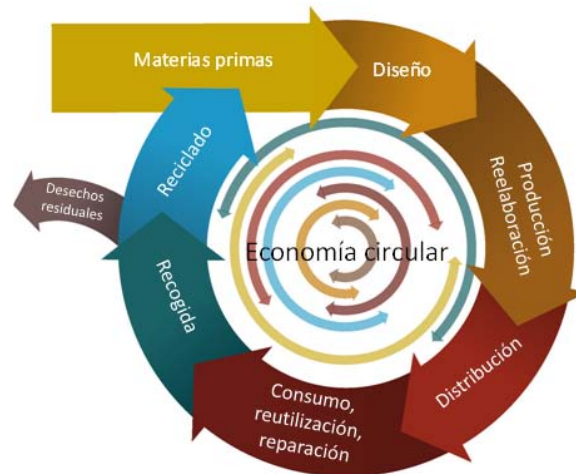 Materias primas
Diseño
Producción
Reelaboración
Distribución
Consumo,
reutilización,
reparación
Recogida
Desechos
residuales
Reciclado
Economía circular